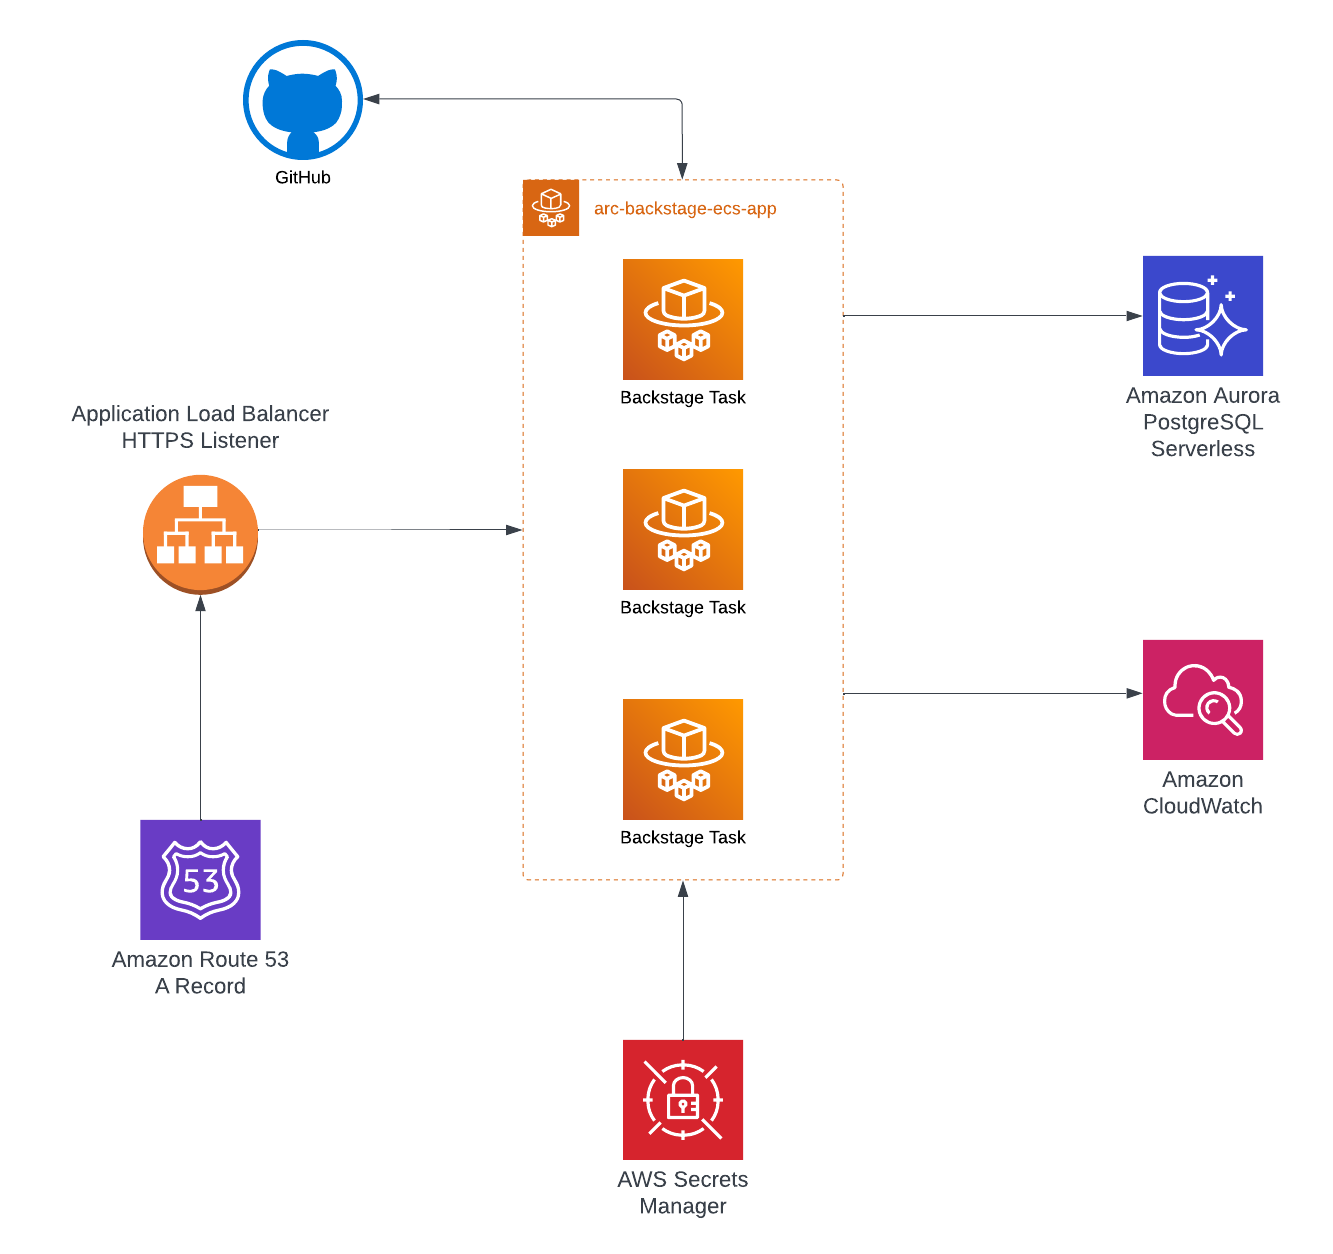 GitHub
arc-backstage-ecs-app
Backstage Task
Amazon Aurora
PostgreSQL
Serverless
Application Load Balancer
HTTPS Listener
Backstage Task
Backstage Task
Amazon
CloudWatch
53
Amazon Route 53
A Record
AWS Secrets
Manager